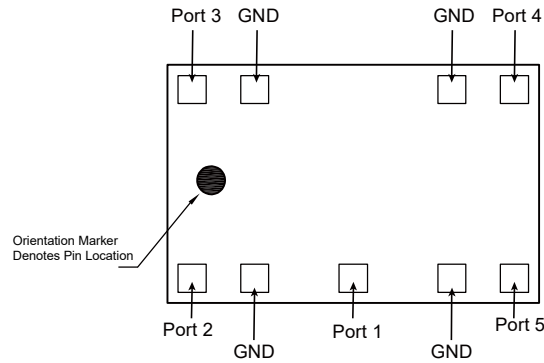 Port 3 GND GND Port 4
Orientation Marker
Denotes Pin Location
Port 2 GND Port 1 GND Port 5